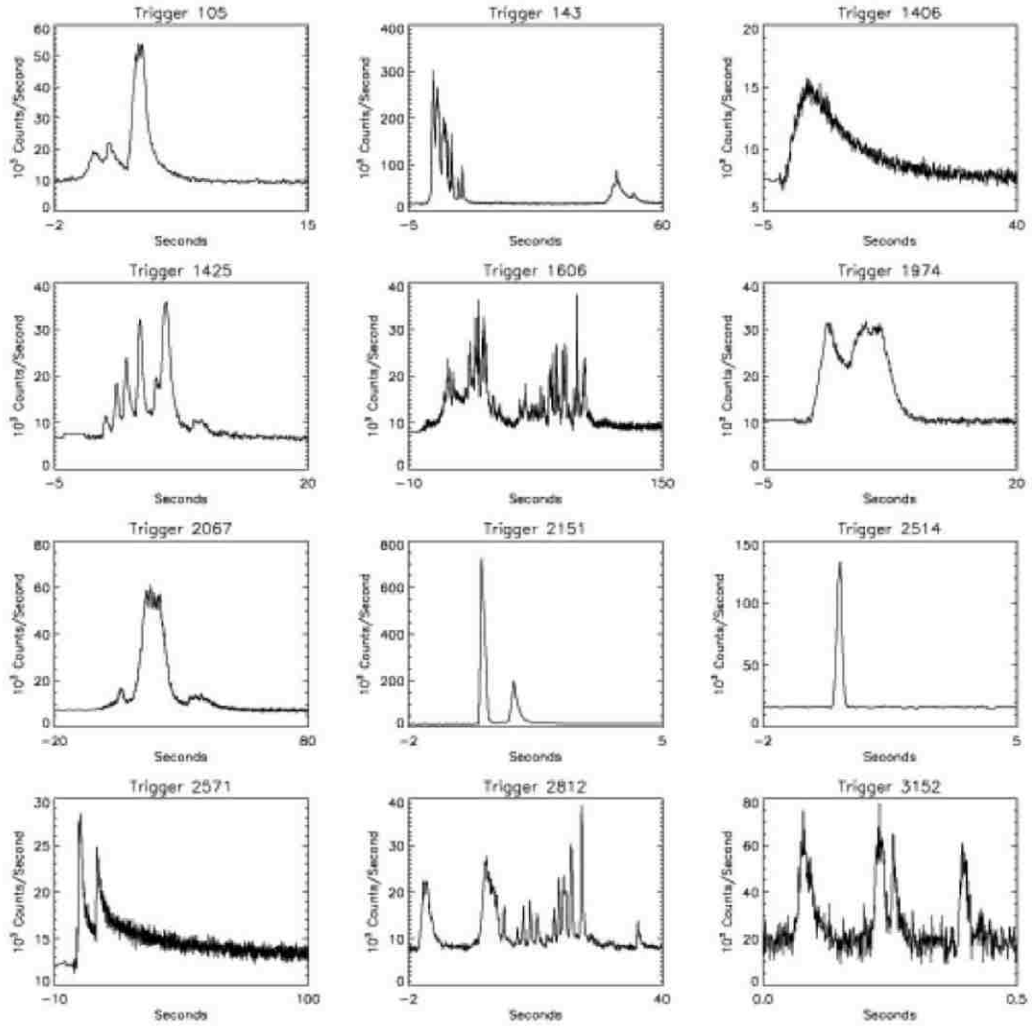 Trigger 105
Trigger 143
Trigger 1406
60
50
40
30
20
10
0
10³ Counts/Second
-2
15
Seconds
400
300
200
100
0
10³ Counts/Second
-5
60
Seconds
20
15
10
5
10³ Counts/Second
-5
40
Seconds
Trigger 1425
Trigger 1606
Trigger 1974
40
30
20
10
0
10³ Counts/Second
-5
20
Seconds
40
30
20
10
0
10³ Counts/Second
-10
150
Seconds
40
30
20
10
0
10³ Counts/Second
-5
20
Seconds
Trigger 2067
Trigger 2151
Trigger 2514
80
60
40
20
0
10³ Counts/Second
-20
80
Seconds
800
600
400
200
0
10³ Counts/Second
-2
5
Seconds
150
100
50
0
10³ Counts/Second
-2
5
Seconds
Trigger 2571
Trigger 2812
Trigger 3152
30
25
20
15
10
10³ Counts/Second
-10
100
Seconds
40
30
20
10
0
10³ Counts/Second
-2
40
Seconds
80
60
40
20
0
10³ Counts/Second
0.0
0.5
Seconds